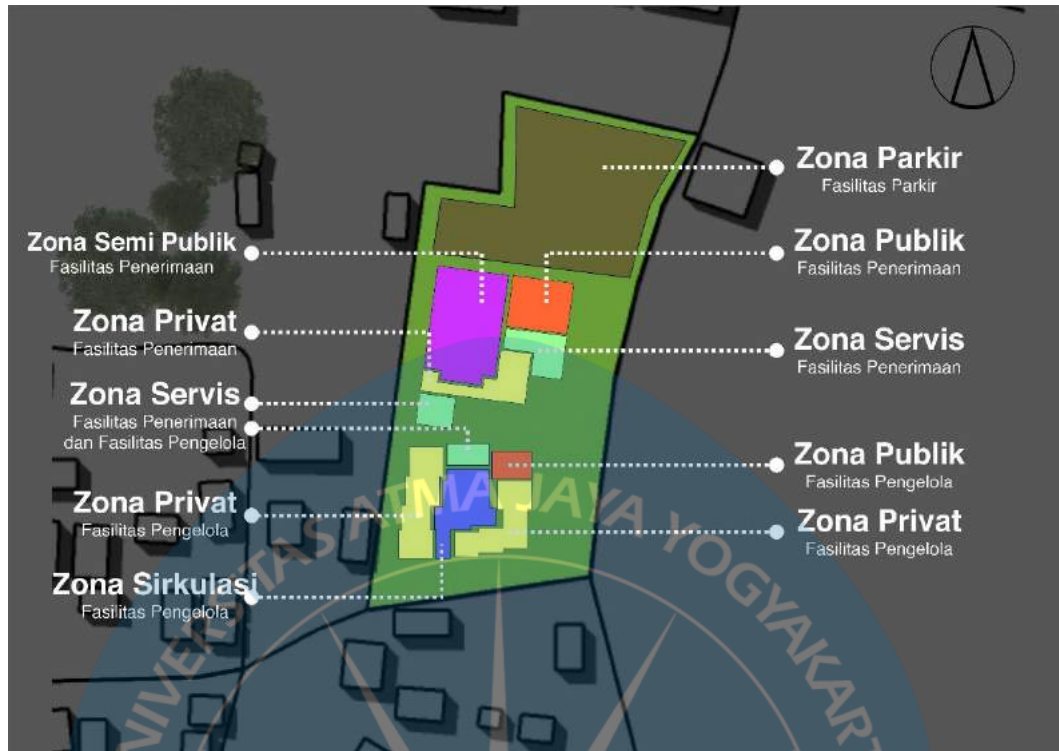 Zona Parkir
Fasilitas Parkir
Zona Semi Publik
Fasilitas Penerimaan
Zona Publik
Fasilitas Penerimaan
Zona Privat
Fasilitas Penerimaan
Zona Servis
Fasilitas Penerimaan
Zona Servis
Fasilitas Penerimaan
dan Fasilitas Pengelola
Zona Publik
Fasilitas Pengelola
Zona Privat
Fasilitas Pengelola
Zona Privat
Fasilitas Pengelola
Zona Sirkulasi
Fasilitas Pengelola
UNIVERSITAS ATMA JAYA YOGYAKART